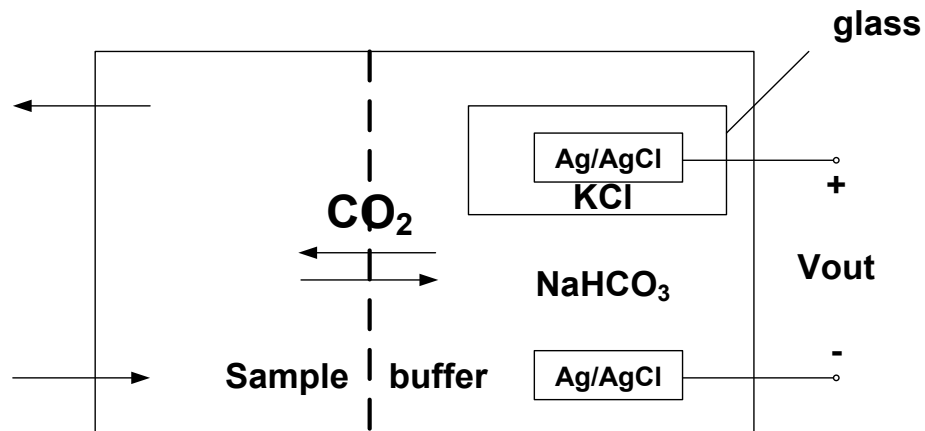 glass
Ag/AgCl
KCl
+
CO₂
Vout
NaHCO₃
-
Sample
buffer
Ag/AgCl